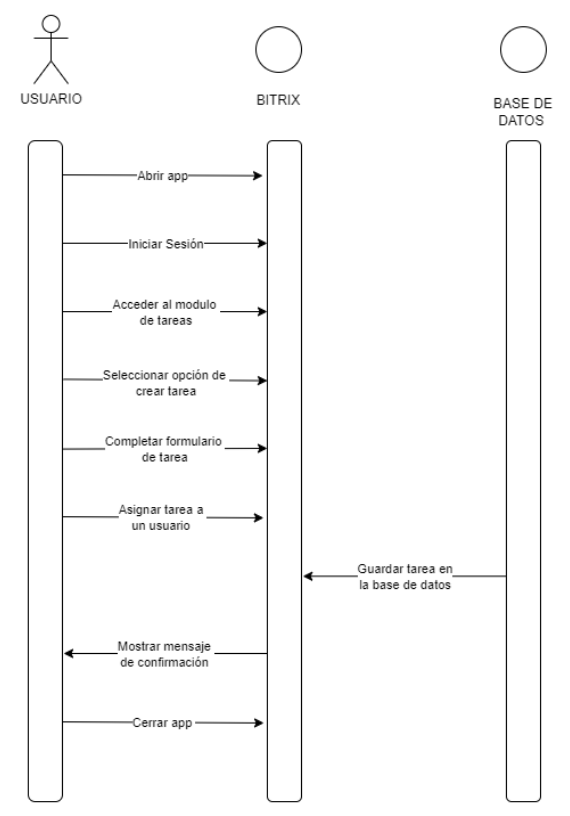 USUARIO
BITRIX
BASE DE
DATOS
Abrir app
Iniciar Sesión
Acceder al modulo
de tareas
Seleccionar opción de
crear tarea
Completar formulario
de tarea
Asignar tarea a
un usuario
Guardar tarea en
la base de datos
Mostrar mensaje
de confirmación
Cerrar app